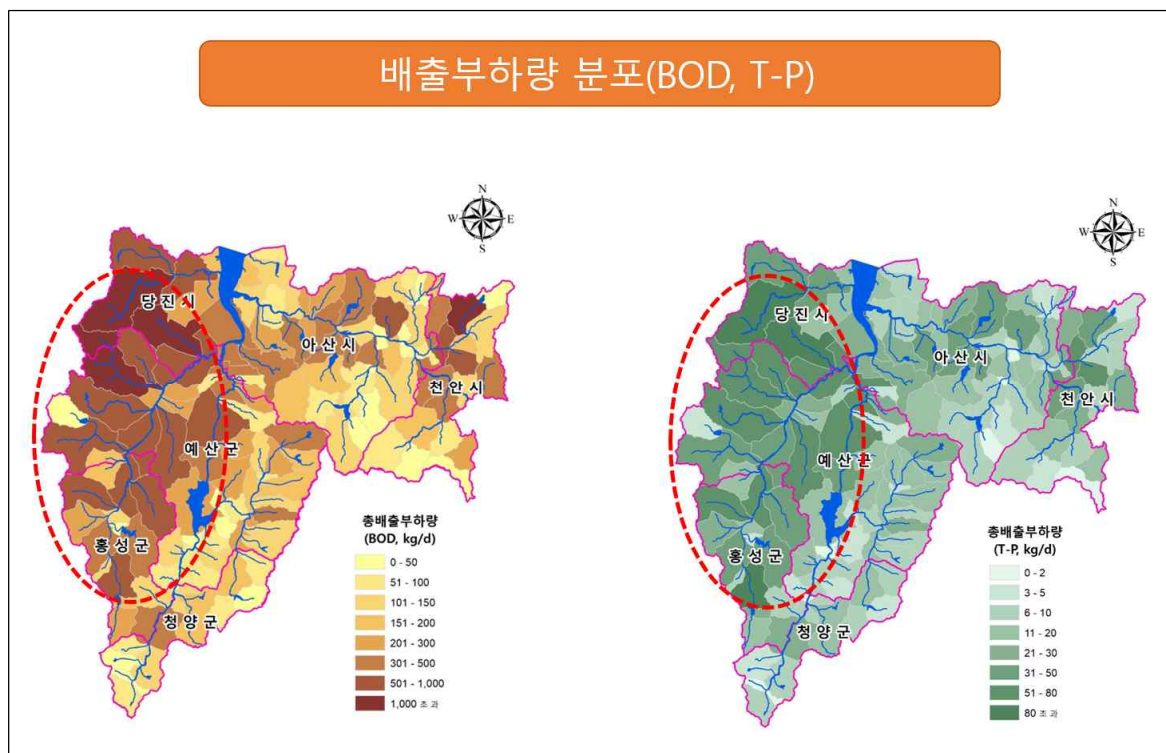 배출부하량 분포(BOD, T-P)
N
W E
S
당 진 시
아 산 시
천 안 시
예 산 군
홍 성 군
청 양 군
총배출부하량
(BOD, kg/d)
0 - 50
51 - 100
101 - 150
151 - 200
201 - 300
301 - 500
501 - 1,000
1,000 초 과
N
W E
S
당 진 시
아 산 시
천 안 시
예 산 군
홍 성 군
청 양 군
총배출부하량
(T-P, kg/d)
0 - 2
3 - 5
6 - 10
11 - 20
21 - 30
31 - 50
51 - 80
80 초 과